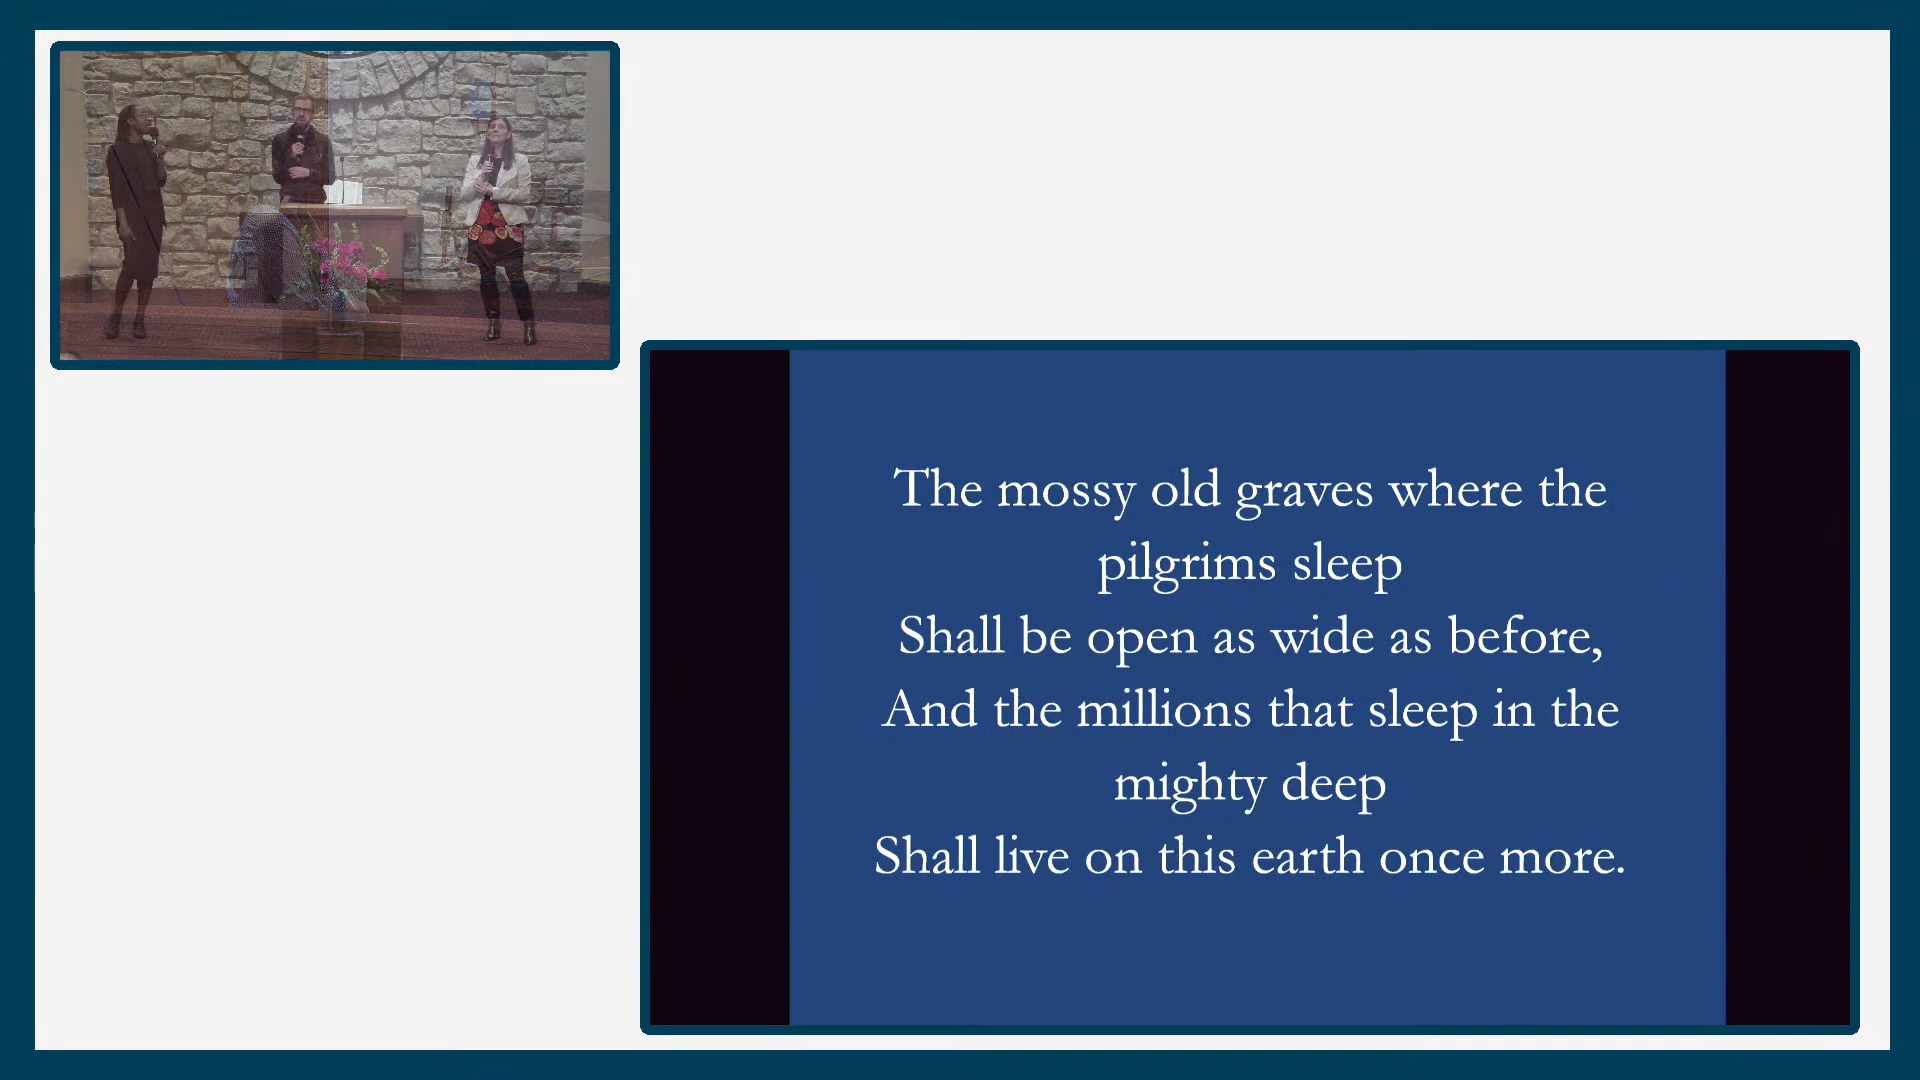 The mossy old graves where the
pilgrims sleep
Shall be open as wide as before,
And the millions that sleep in the
mighty deep
Shall live on this earth once more.